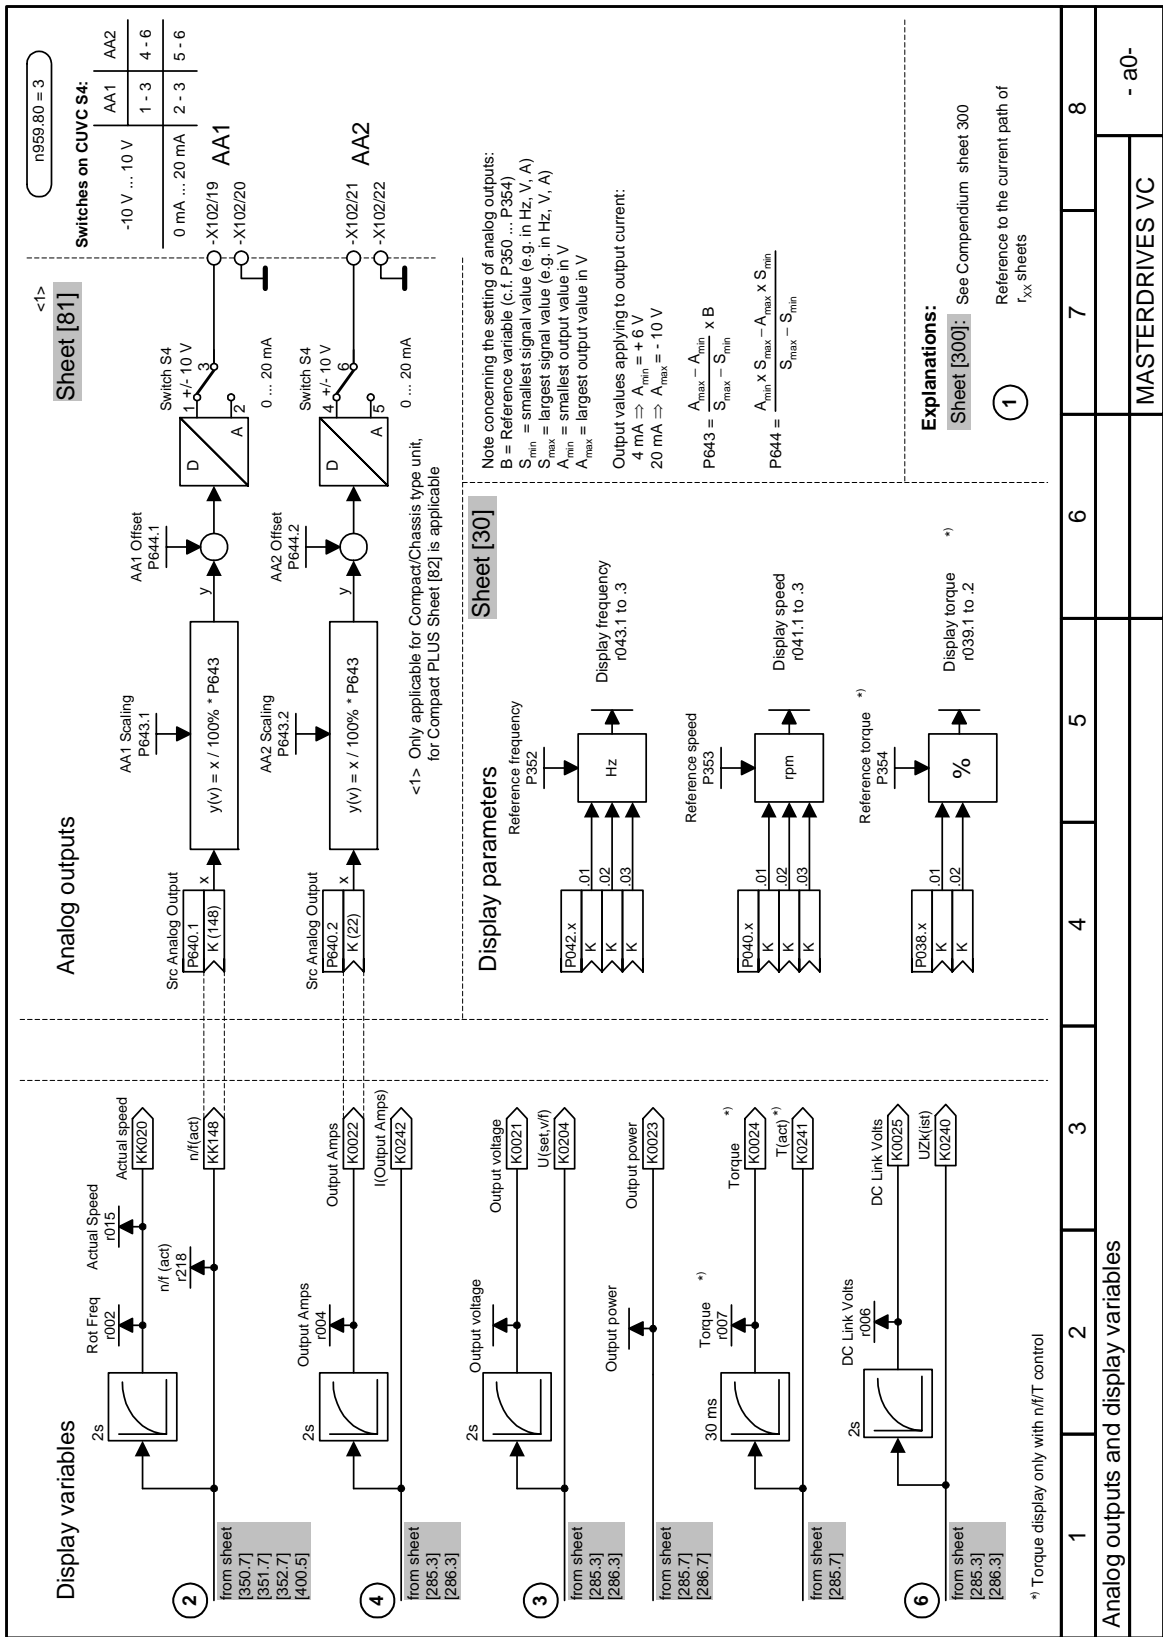 n959.80 = 3
Switches on CUVC S4:
AA1 AA2
-10 V ... 10 V 1 - 3 4 - 6
0 mA ... 20 mA 2 - 3 5 - 6
Display variables
2
from sheet
[350.7]
[351.7]
[352.7]
[400.5]
2s
Rot Freq
r002
Actual Speed
r015
Actual speed
KK020
n/f (act)
r218
n/f(act)
KK148
4
from sheet
[285.3]
[286.3]
2s
Output Amps
r004
Output Amps
K0022
I(Output Amps)
K0242
3
from sheet
[285.3]
[286.3]
2s
Output voltage
Output voltage
K0021
U(set,v/f)
K0204
from sheet
[285.7]
[286.7]
Output power
Output power
K0023
from sheet
[285.7]
30 ms
Torque *)
r007
Torque *)
K0024
T(act) *)
K0241
6
from sheet
[285.3]
[286.3]
2s
DC Link Volts
r006
DC Link Volts
K0025
UZk(ist)
K0240
*) Torque display only with n/f/T control
Analog outputs
Sheet [81]
<1>
Src Analog Output
P640.1
K (148)
x
AA1 Scaling
P643.1
y(v) = x / 100% * P643
y
AA1 Offset
P644.1
D
A
Switch S4
1 +/- 10 V
3
2
0 ... 20 mA
-X102/19
AA1
-X102/20
Src Analog Output
P640.2
K (22)
x
AA2 Scaling
P643.2
y(v) = x / 100% * P643
y
AA2 Offset
P644.2
D
A
Switch S4
4 +/- 10 V
6
5
0 ... 20 mA
-X102/21
AA2
-X102/22
<1> Only applicable for Compact/Chassis type unit,
for Compact PLUS Sheet [82] is applicable
Display parameters
Sheet [30]
Reference frequency
P352
P042.x
K .01
K .02
K .03
Hz
Display frequency
r043.1 to .3
Reference speed
P353
P040.x
K .01
K .02
K .03
rpm
Display speed
r041.1 to .3
Reference torque *)
P354
P038.x
K .01
K .02
%
Display torque *)
r039.1 to .2
Note concerning the setting of analog outputs:
B = Reference variable (c.f. P350 ... P354)
Smin = smallest signal value (e.g. in Hz, V, A)
Smax = largest signal value (e.g. in Hz, V, A)
Amin = smallest output value in V
Amax = largest output value in V
Output values applying to output current:
4 mA ⇒ Amin = + 6 V
20 mA ⇒ Amax = - 10 V
P643 = (Amax – Amin) / (Smax – Smin) x B
P644 = (Amin x Smax – Amax x Smin) / (Smax – Smin)
Explanations:
Sheet [300]: See Compendium sheet 300
1 Reference to the current path of
rXX sheets
1 2 3 4 5 6 7 8
Analog outputs and display variables
- a0-
MASTERDRIVES VC